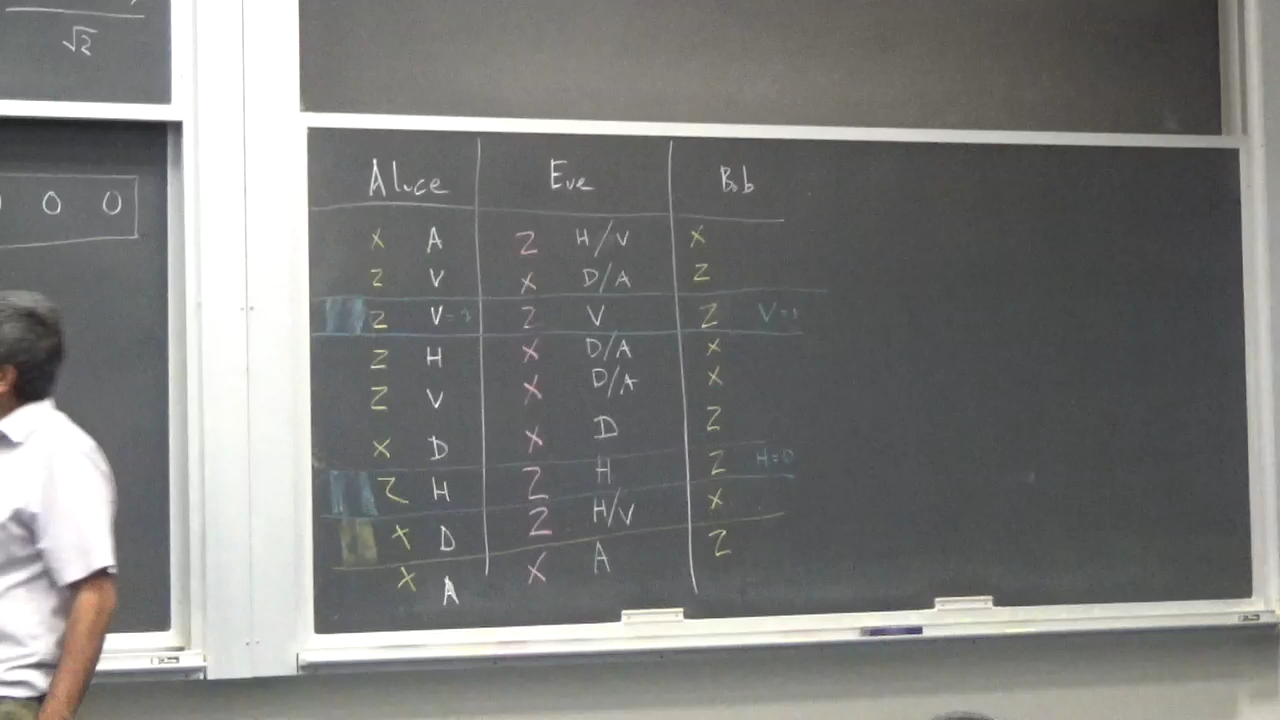 √2
0 0
Alice Eve Bob
X A Z H/V X
Z V X D/A Z
Z V = 1 Z V Z V = 1
Z H X D/A X
Z V X D/A X
X D X D Z
Z H Z H Z H = 0
X D Z H/V X
X A X A Z